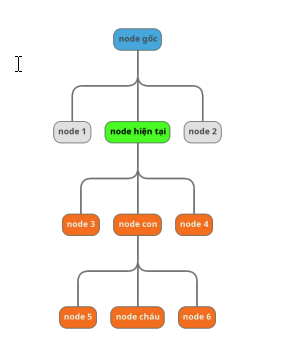 node gốc
node 1
node hiện tại
node 2
node 3
node con
node 4
node 5
node cháu
node 6